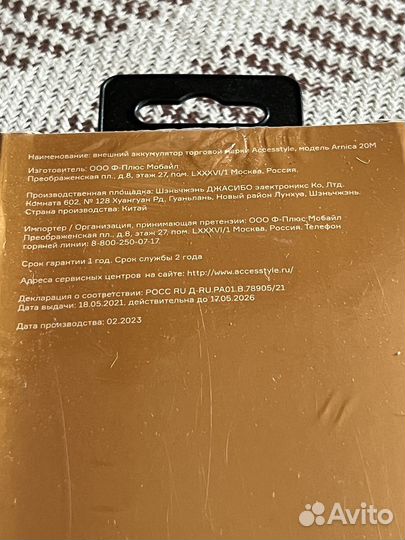 Наименование: внешний аккумулятор торговой марки Accesstyle, модель Arnica 20M
Изготовитель: ООО Ф-Плюс Мобайл
Преображенская пл., д.8, этаж 27, пом. LXXXVI/1 Москва, Россия.
Производственная площадка: Шэньчжэнь ДЖАСИБО электроникс Ко, Лтд.
Комната 602, № 128 Хуангуан Рд, Гуаньлань, Новый район Лунхуа, Шэньчжэнь.
Страна производства: Китай
Импортер / Организация, принимающая претензии: ООО Ф-Плюс Мобайл
Преображенская пл., д.8, этаж 27, пом. LXXXVI/1 Москва, Россия. Телефон
горячей линии: 8-800-250-07-17.
Срок гарантии 1 год. Срок службы 2 года
Адреса сервисных центров на сайте: http://www.accesstyle.ru/
Декларация о соответствии: РОСС RU Д-RU.РА01.В.78905/21
Дата выдачи: 18.05.2021, действительна до 17.05.2026
Дата производства: 02.2023
Avito